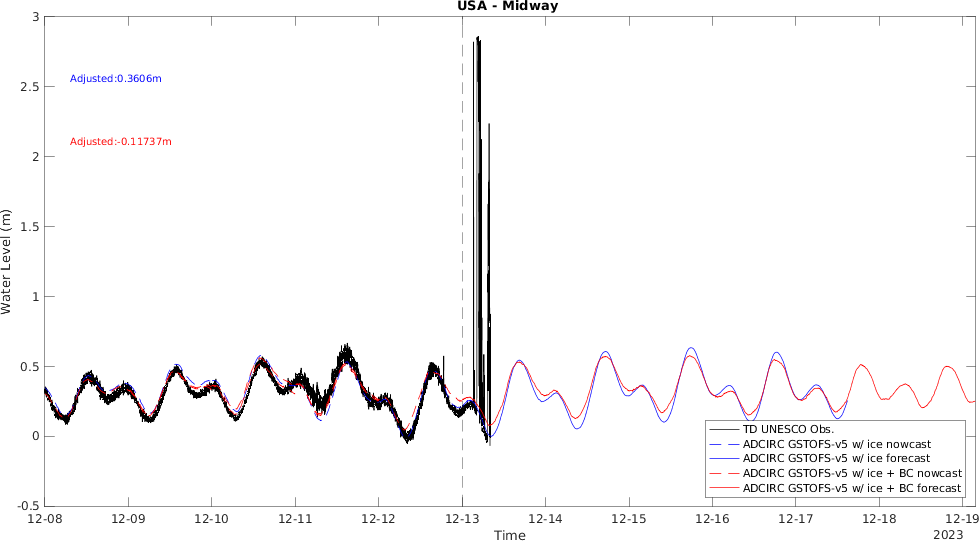 USA - Midway
3
2.5
2
1.5
1
0.5
0
-0.5
Water Level (m)
Adjusted:0.3606m
Adjusted:-0.11737m
TD UNESCO Obs.
ADCIRC GSTOFS-v5 w/ ice nowcast
ADCIRC GSTOFS-v5 w/ ice forecast
ADCIRC GSTOFS-v5 w/ ice + BC nowcast
ADCIRC GSTOFS-v5 w/ ice + BC forecast
12-08 12-09 12-10 12-11 12-12 12-13 12-14 12-15 12-16 12-17 12-18 12-19
Time
2023